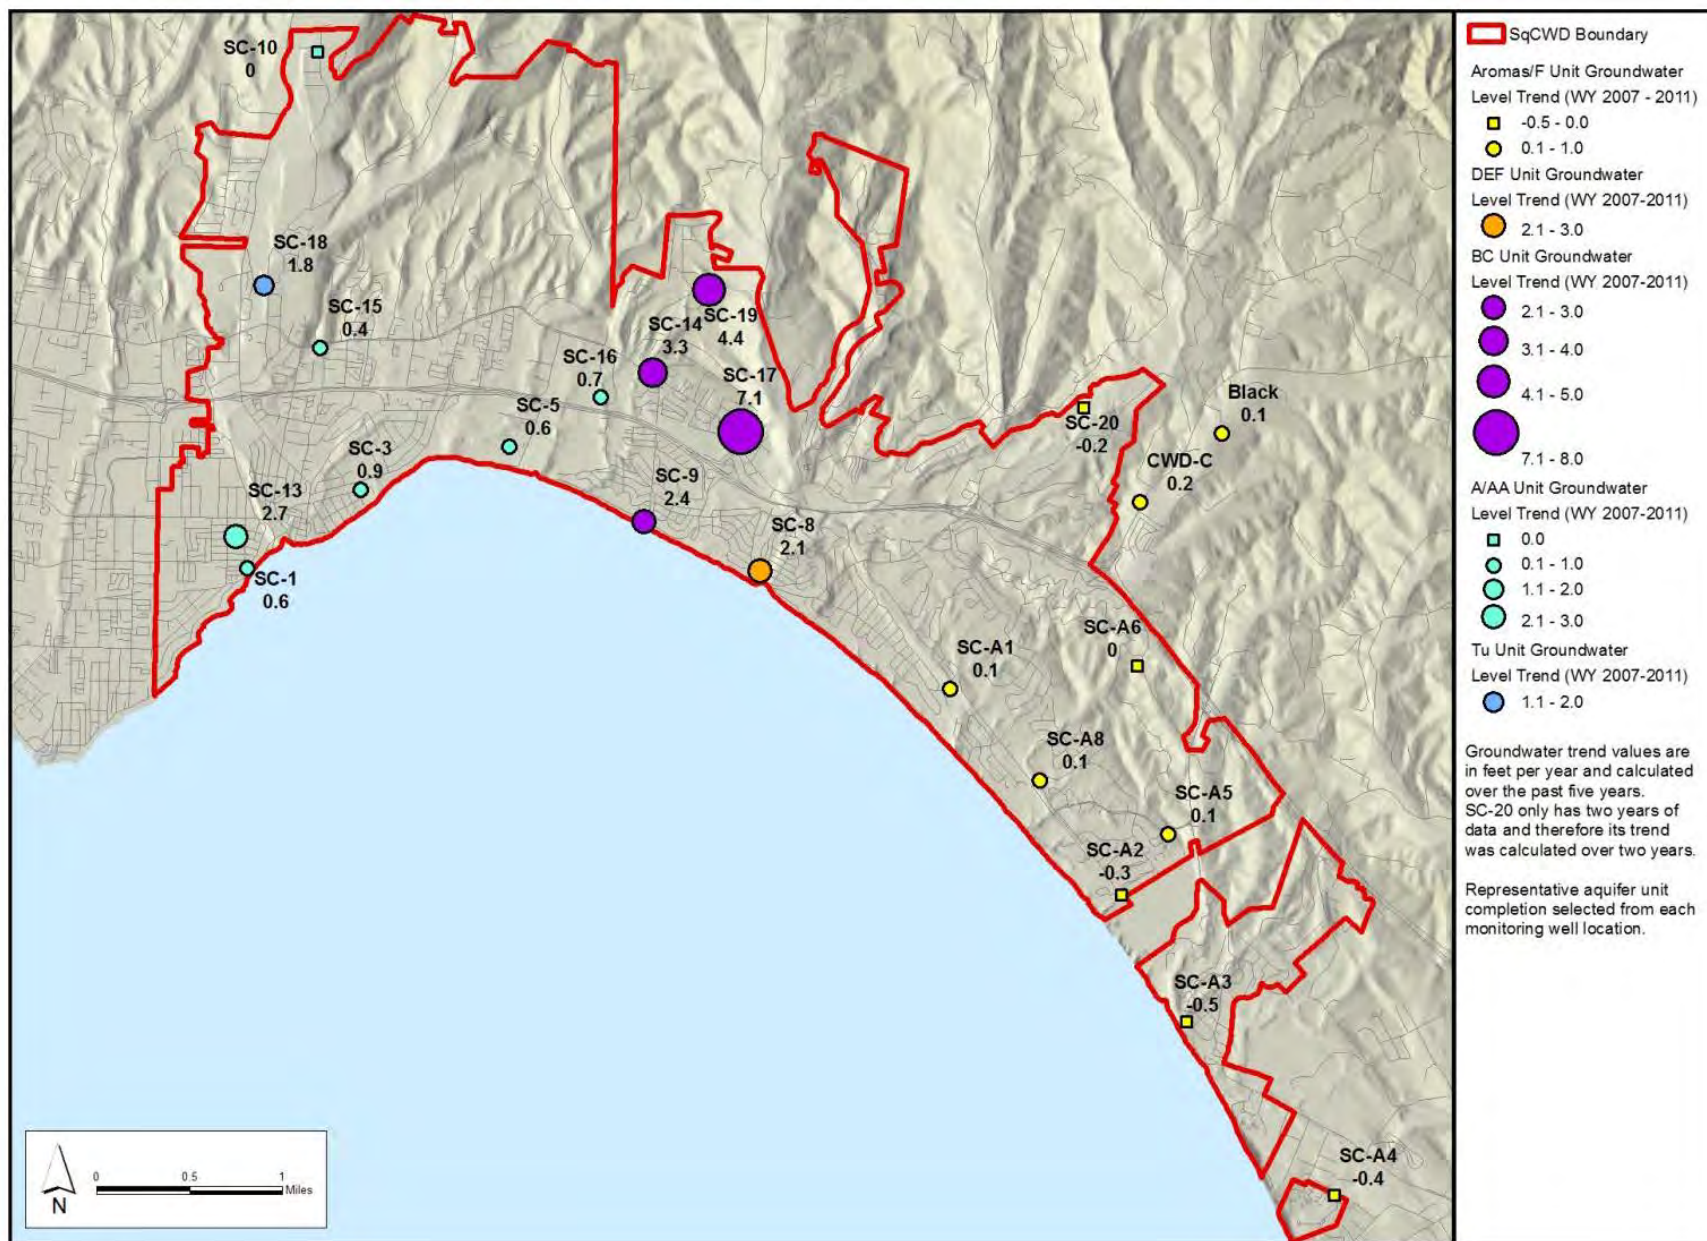 SC-10
0
SC-18
1.8
SC-15
0.4
SC-19
4.4
SC-14
3.3
SC-16
0.7
SC-17
7.1
SC-5
0.6
SC-3
0.9
SC-13
2.7
SC-9
2.4
SC-8
2.1
SC-1
0.6
SC-20
-0.2
Black
0.1
CWD-C
0.2
SC-A6
0
SC-A1
0.1
SC-A8
0.1
SC-A5
0.1
SC-A2
-0.3
SC-A3
-0.5
SC-A4
-0.4
N
0 0.5 1
Miles
SqCWD Boundary
Aromas/F Unit Groundwater
Level Trend (WY 2007 - 2011)
-0.5 - 0.0
0.1 - 1.0
DEF Unit Groundwater
Level Trend (WY 2007-2011)
2.1 - 3.0
BC Unit Groundwater
Level Trend (WY 2007-2011)
2.1 - 3.0
3.1 - 4.0
4.1 - 5.0
7.1 - 8.0
A/AA Unit Groundwater
Level Trend (WY 2007-2011)
0.0
0.1 - 1.0
1.1 - 2.0
2.1 - 3.0
Tu Unit Groundwater
Level Trend (WY 2007-2011)
1.1 - 2.0
Groundwater trend values are
in feet per year and calculated
over the past five years.
SC-20 only has two years of
data and therefore its trend
was calculated over two years.
Representative aquifer unit
completion selected from each
monitoring well location.